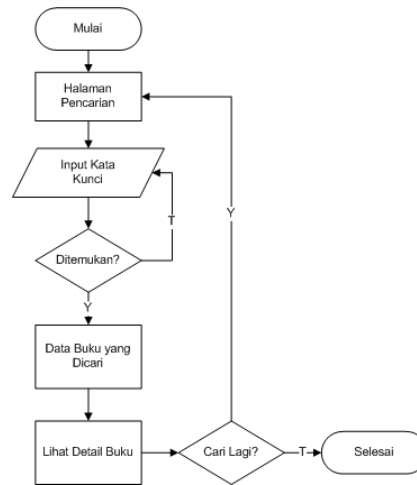 Mulai
Halaman
Pencarian
Input Kata
Kunci
T
Y
Ditemukan?
Y
Data Buku yang
Dicari
Lihat Detail Buku
Cari Lagi?
T
Selesai